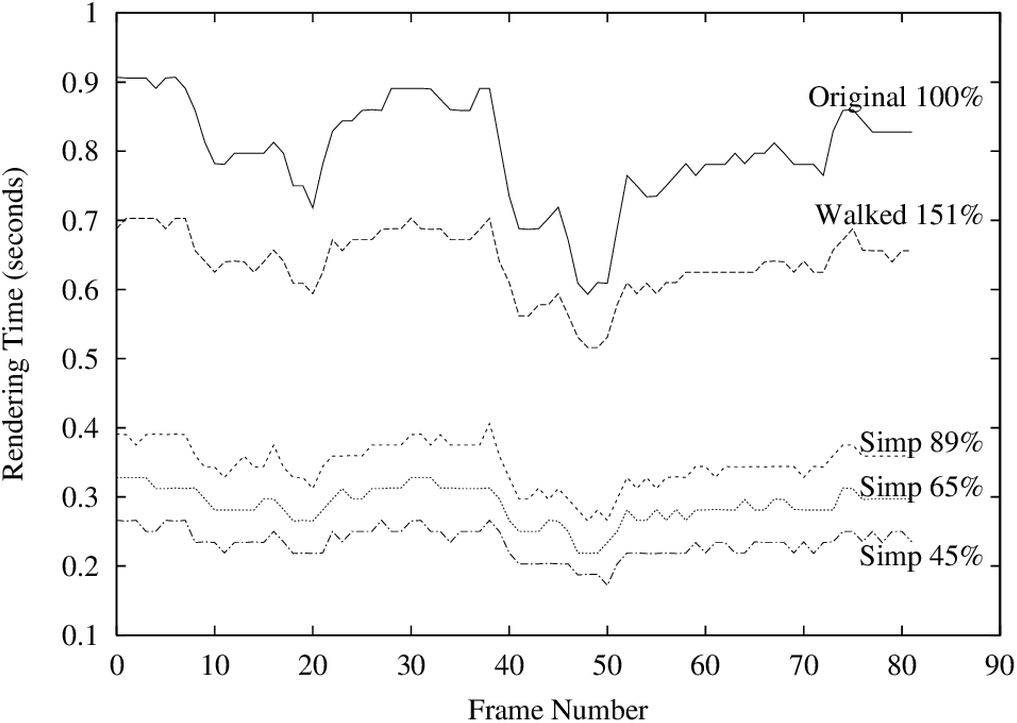 1
0.9
Original 100%
0.8
0.7
Walked 151%
0.6
0.5
0.4
Simp 89%
0.3
Simp 65%
0.2
Simp 45%
0.1
0 10 20 30 40 50 60 70 80 90
Rendering Time (seconds)
Frame Number